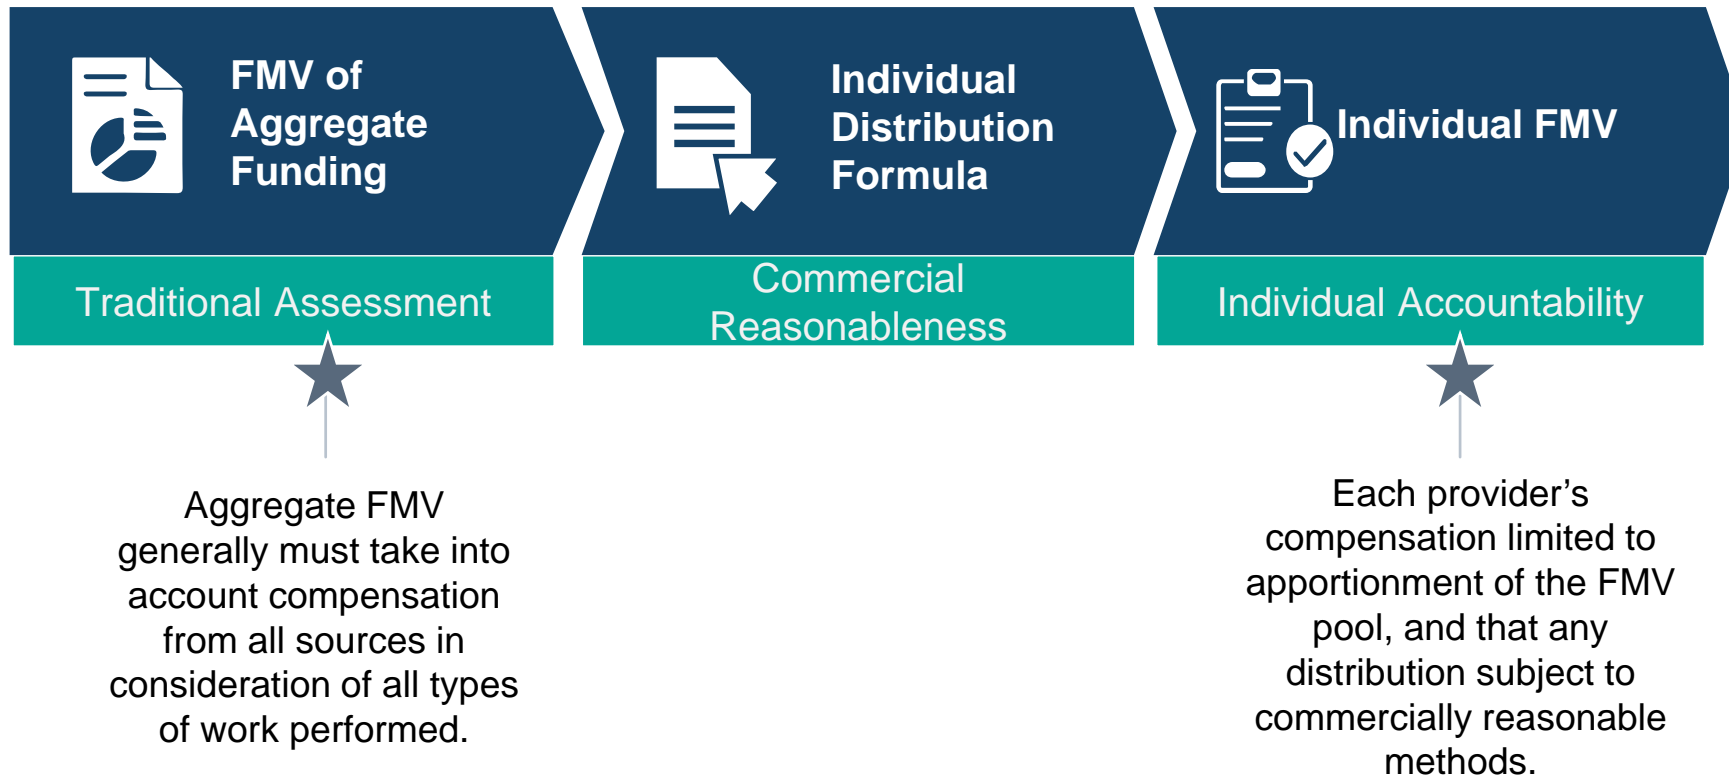 FMV of
Aggregate
Funding
Individual
Distribution
Formula
Individual FMV
Traditional Assessment
Commercial
Reasonableness
Individual Accountability
Aggregate FMV
generally must take into
account compensation
from all sources in
consideration of all types
of work performed.
Each provider’s
compensation limited to
apportionment of the FMV
pool, and that any
distribution subject to
commercially reasonable
methods.